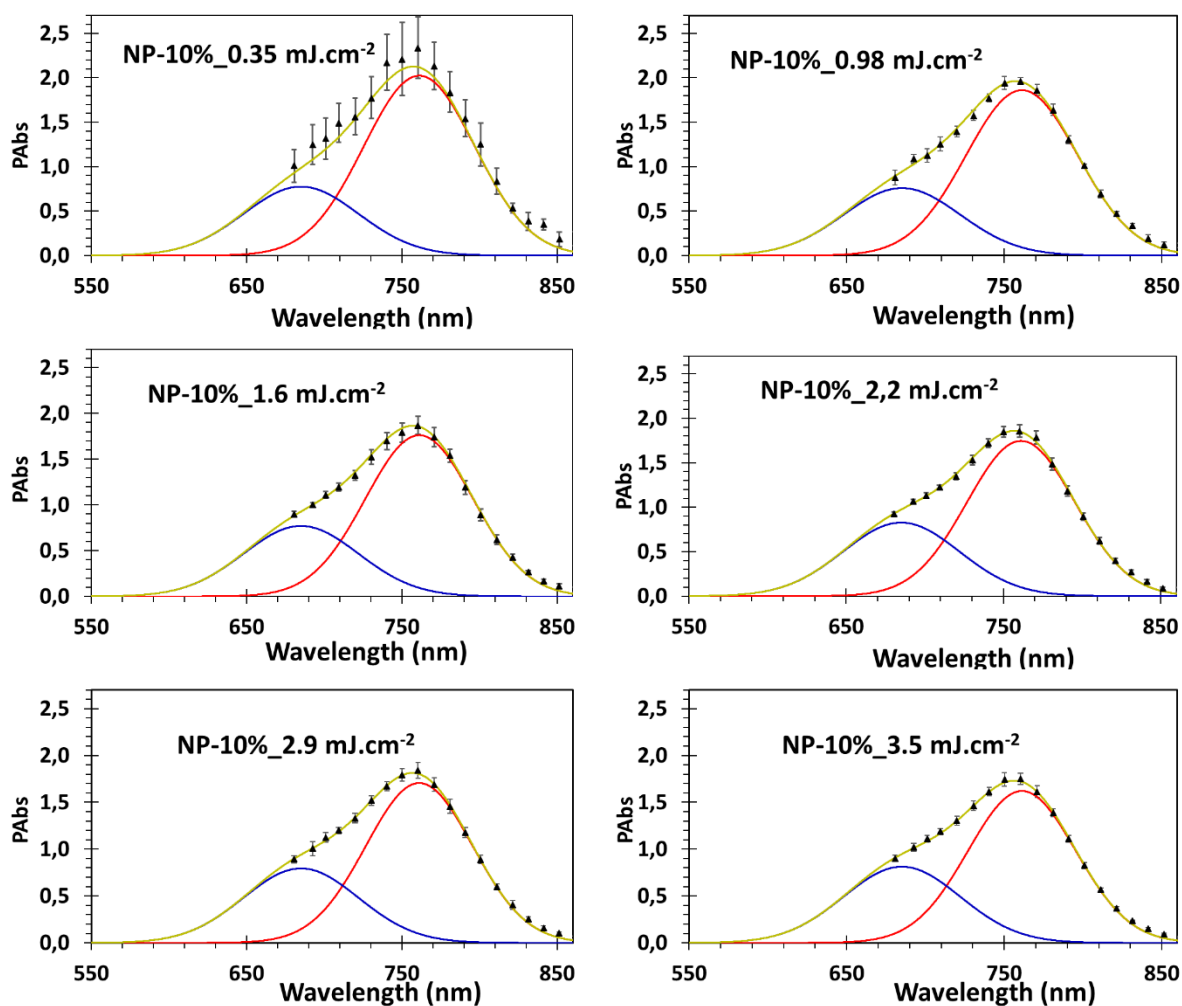 NP-10%_0.35 mJ.cm-2
PAbs
2,5
2,0
1,5
1,0
0,5
0,0
550 650 750 850
Wavelength (nm)
NP-10%_0.98 mJ.cm-2
PAbs
2,5
2,0
1,5
1,0
0,5
0,0
550 650 750 850
Wavelength (nm)
NP-10%_1.6 mJ.cm-2
PAbs
2,5
2,0
1,5
1,0
0,5
0,0
550 650 750 850
Wavelength (nm)
NP-10%_2,2 mJ.cm-2
PAbs
2,5
2,0
1,5
1,0
0,5
0,0
550 650 750 850
Wavelength (nm)
NP-10%_2.9 mJ.cm-2
PAbs
2,5
2,0
1,5
1,0
0,5
0,0
550 650 750 850
Wavelength (nm)
NP-10%_3.5 mJ.cm-2
PAbs
2,5
2,0
1,5
1,0
0,5
0,0
550 650 750 850
Wavelength (nm)